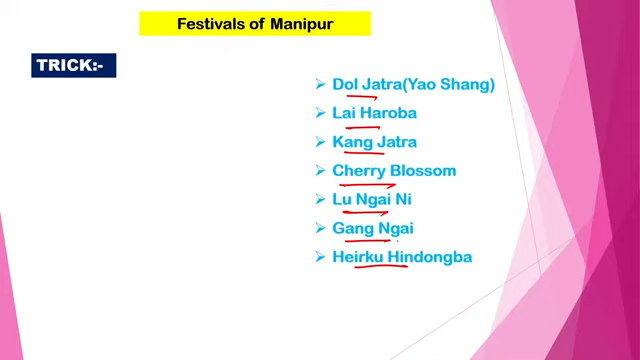 Festivals of Manipur
TRICK:-
➢ Dol Jatra(Yao Shang)
➢ Lai Haroba
➢ Kang Jatra
➢ Cherry Blossom
➢ Lu Ngai Ni
➢ Gang Ngai
➢ Heirku Hindongba